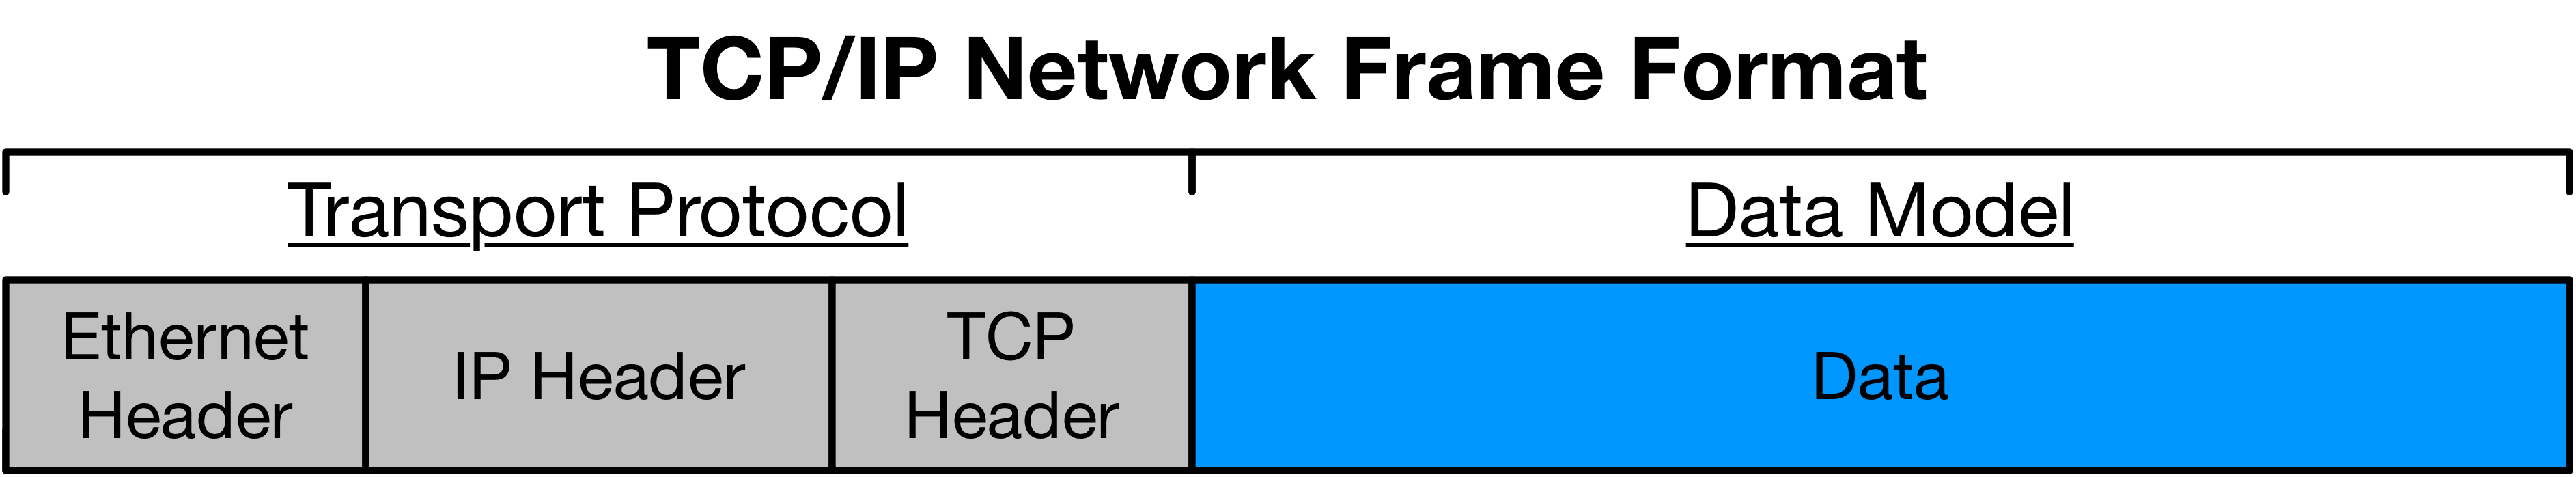 TCP/IP Network Frame Format
Transport Protocol
Data Model
Ethernet
Header
IP Header
TCP
Header
Data